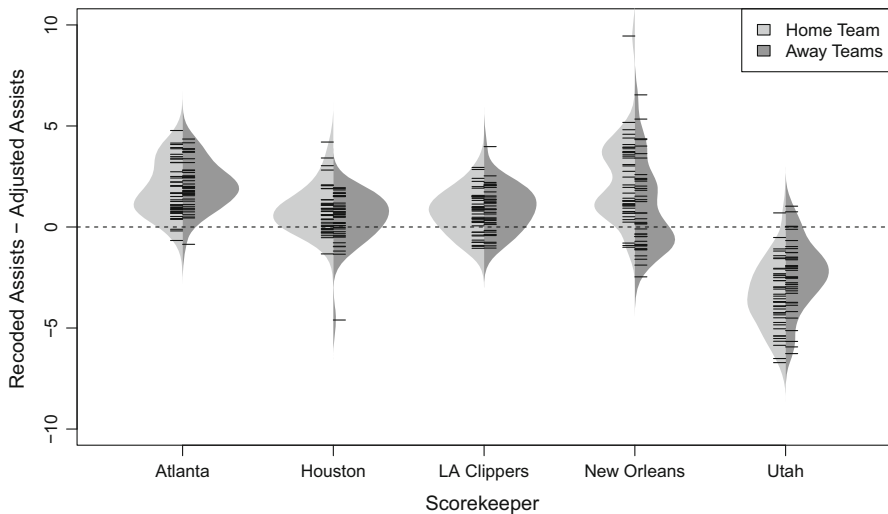 10
5
0
−5
−10
Recoded Assists − Adjusted Assists
Home Team
Away Teams
Atlanta Houston LA Clippers New Orleans Utah
Scorekeeper